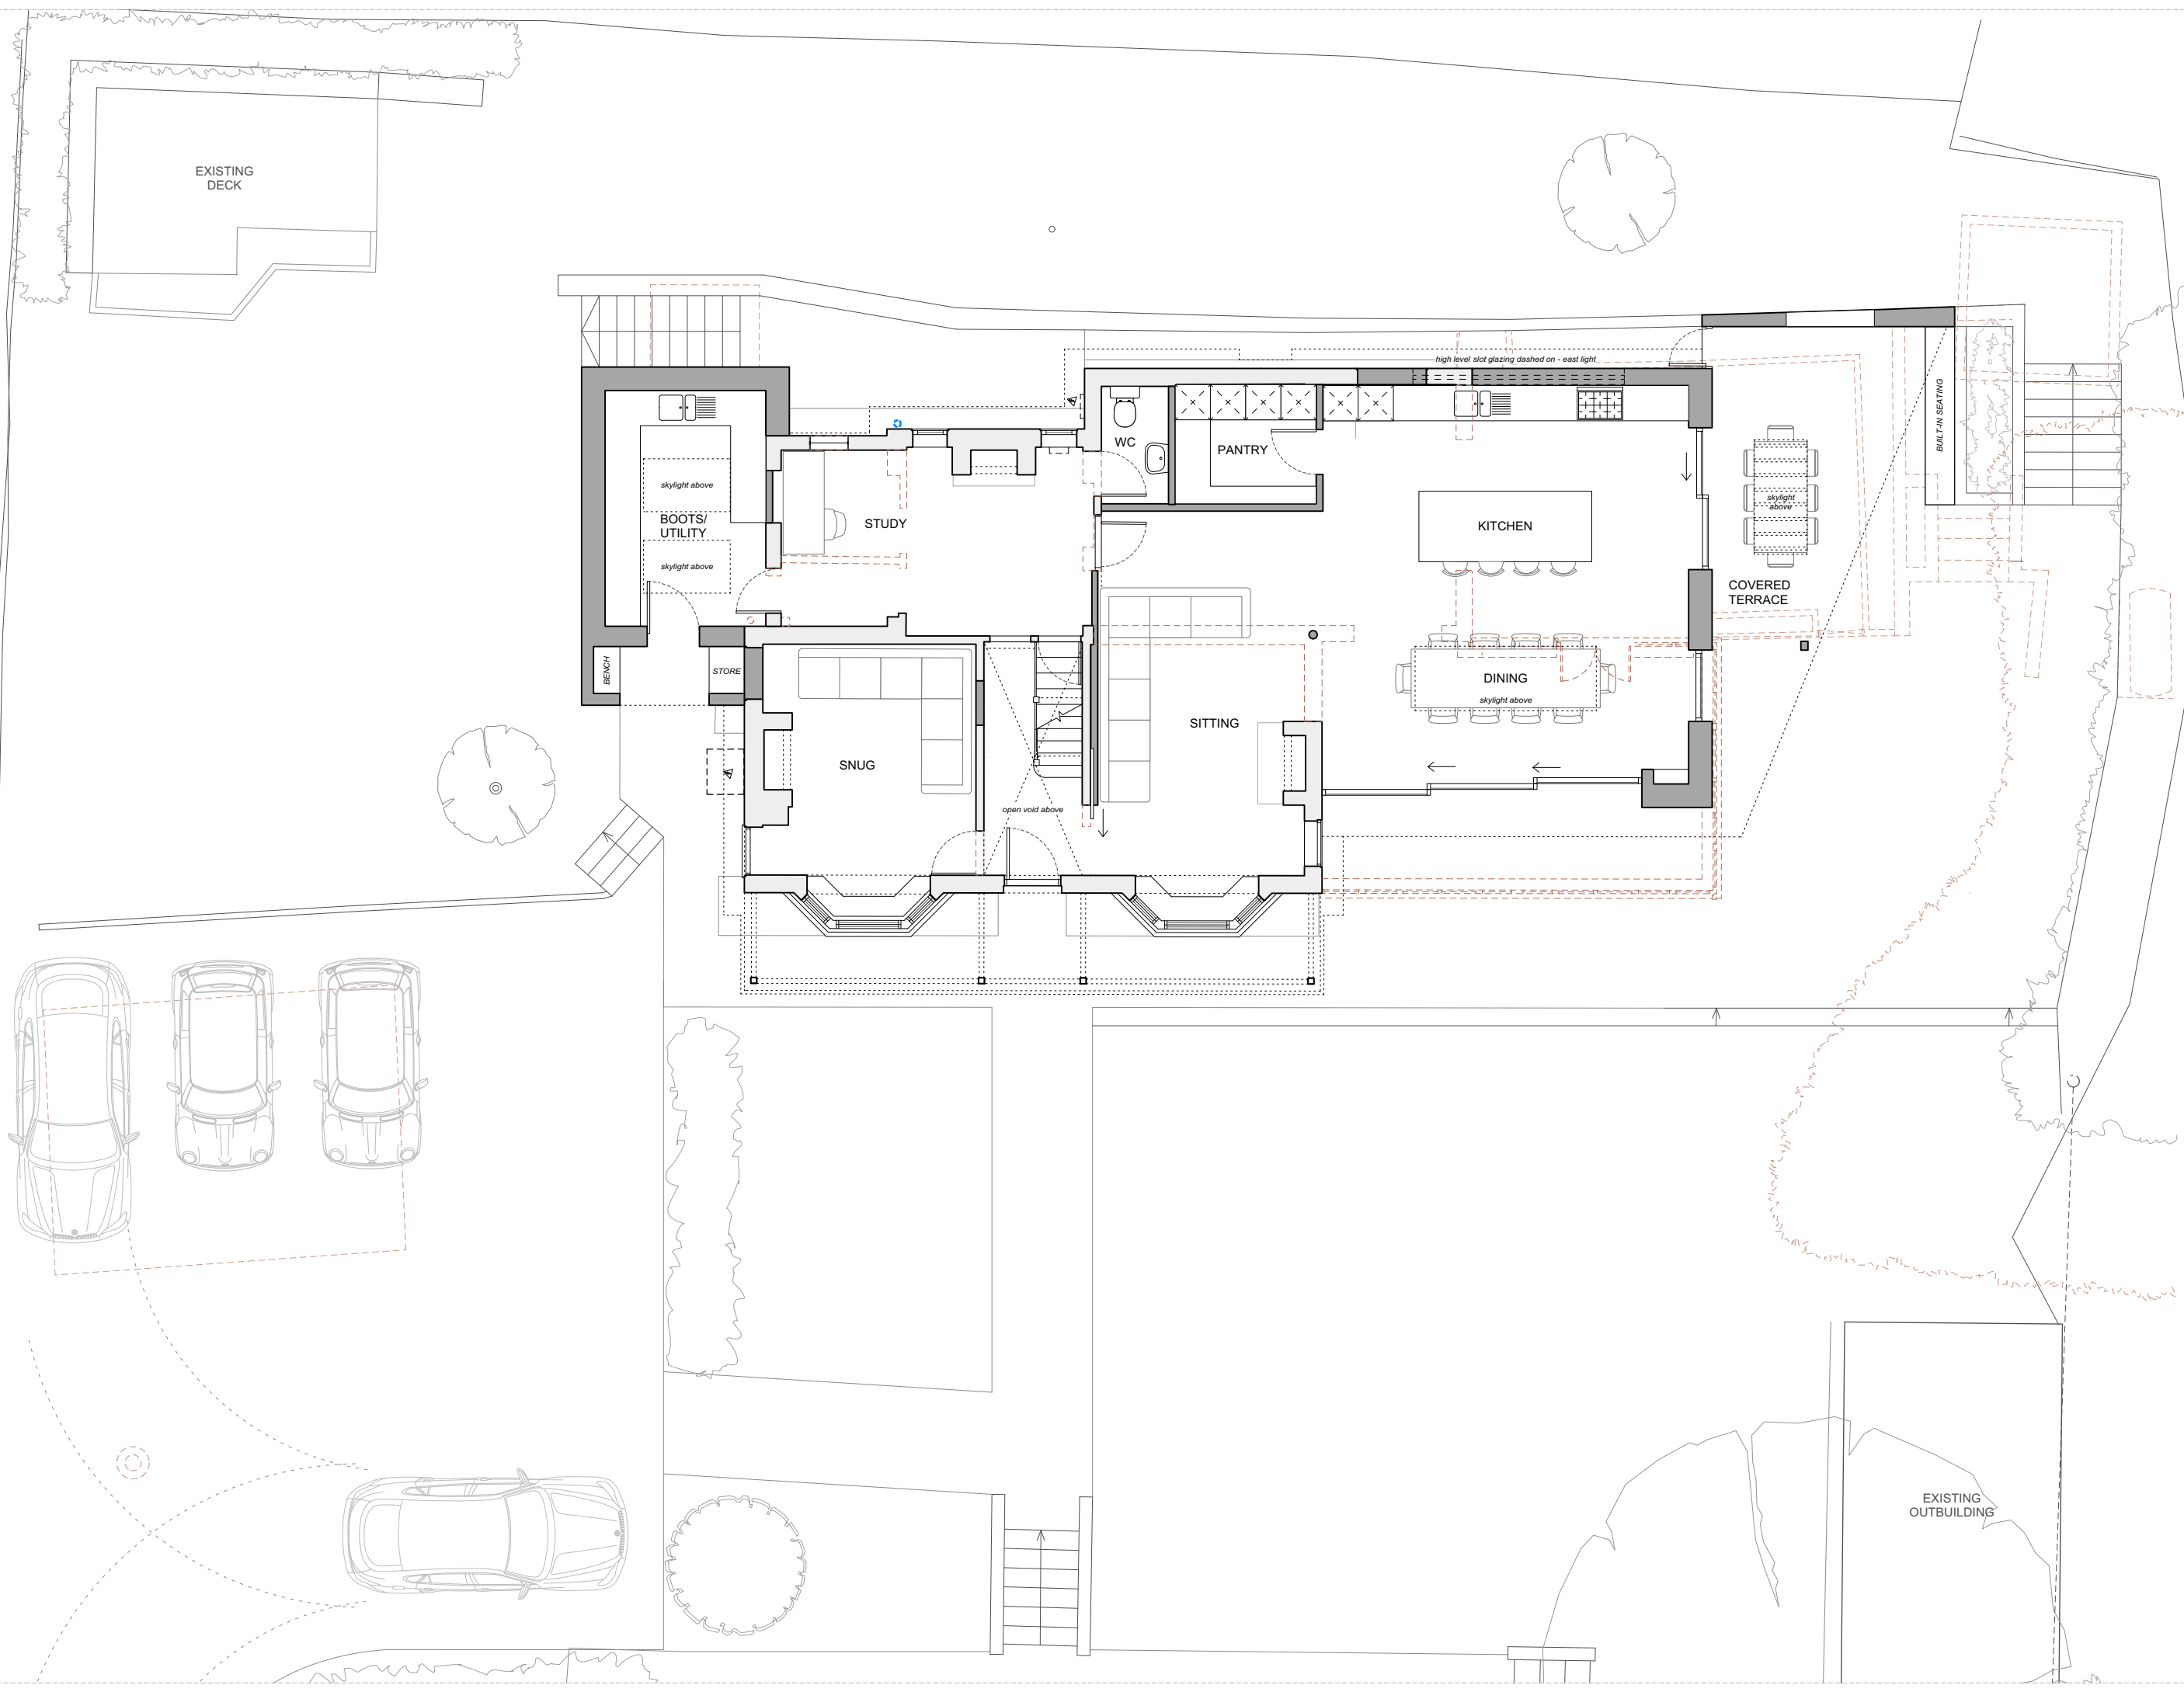 EXISTING
DECK
high level slot glazing dashed on - east light
BUILT-IN SEATING
WC
PANTRY
skylight above
BOOTS/
UTILITY
STUDY
KITCHEN
skylight
above
skylight above
COVERED
TERRACE
BENCH
STORE
DINING
skylight above
SITTING
SNUG
open void above
EXISTING
OUTBUILDING